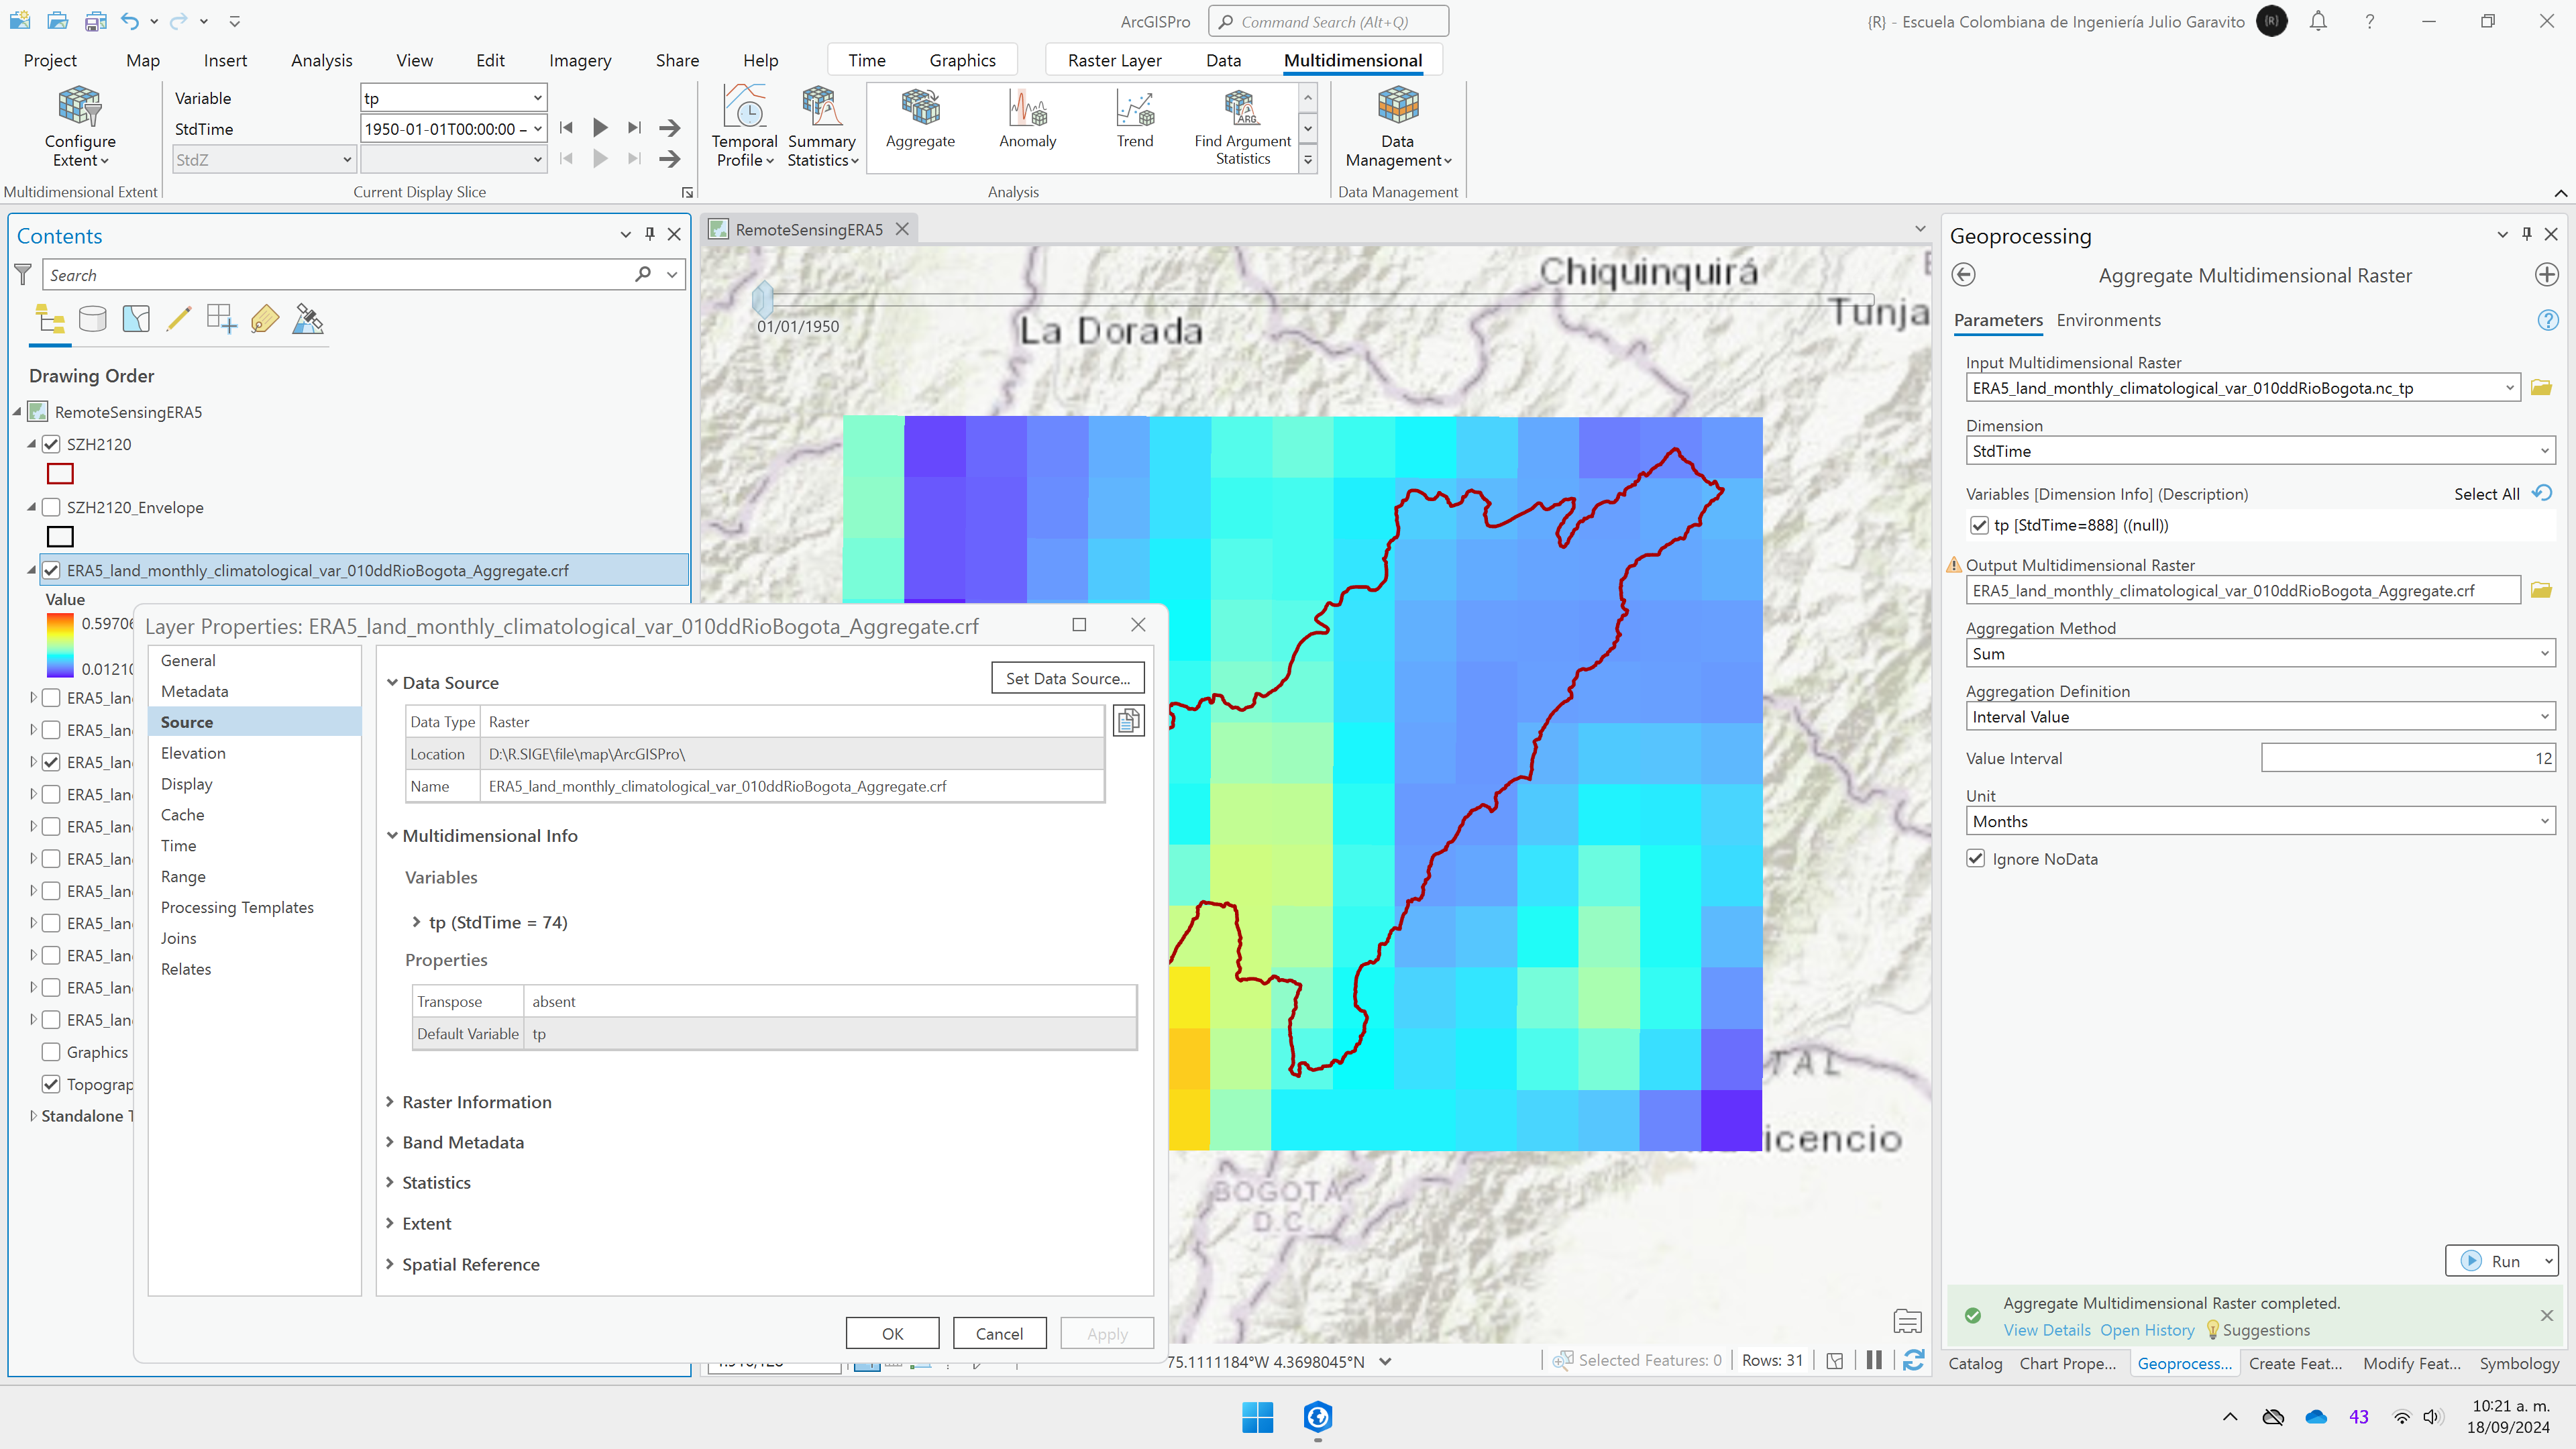 ArcGISPro
Command Search (Alt+Q)
{R} - Escuela Colombiana de Ingeniería Julio Garavito
{R}
?
Project
Map
Insert
Analysis
View
Edit
Imagery
Share
Help
Time
Graphics
Raster Layer
Data
Multidimensional
Configure
Extent
Multidimensional Extent
Variable
tp
StdTime
1950-01-01T00:00:00 –
StdZ
Current Display Slice
Temporal
Profile
Summary
Statistics
Aggregate
Anomaly
Trend
ARG
Find Argument
Statistics
Analysis
Data
Management
Data Management
Contents
Search
Drawing Order
RemoteSensingERA5
SZH2120
SZH2120_Envelope
ERA5_land_monthly_climatological_var_010ddRioBogota_Aggregate.crf
Value
0.59706
0.01210
ERA5_lan
ERA5_lan
ERA5_lan
ERA5_lan
ERA5_lan
ERA5_lan
ERA5_lan
ERA5_lan
ERA5_lan
ERA5_lan
ERA5_lan
Graphics
Topograp
Standalone T
RemoteSensingERA5
01/01/1950
Chiquinquirá
La Dorada
Tunja
TAL
icencio
BOGOTÁ
D.C.
Layer Properties: ERA5_land_monthly_climatological_var_010ddRioBogota_Aggregate.crf
General
Metadata
Source
Elevation
Display
Cache
Time
Range
Processing Templates
Joins
Relates
Data Source
Set Data Source...
Data Type Raster
Location D:\R.SIGE\file\map\ArcGISPro\
Name ERA5_land_monthly_climatological_var_010ddRioBogota_Aggregate.crf
Multidimensional Info
Variables
tp (StdTime = 74)
Properties
Transpose absent
Default Variable tp
Raster Information
Band Metadata
Statistics
Extent
Spatial Reference
OK
Cancel
Apply
75.1111184°W 4.3698045°N
Selected Features: 0
Rows: 31
Geoprocessing
Aggregate Multidimensional Raster
Parameters
Environments
?
Input Multidimensional Raster
ERA5_land_monthly_climatological_var_010ddRioBogota.nc_tp
Dimension
StdTime
Variables [Dimension Info] (Description)
Select All
tp [StdTime=888] ((null))
Output Multidimensional Raster
ERA5_land_monthly_climatological_var_010ddRioBogota_Aggregate.crf
Aggregation Method
Sum
Aggregation Definition
Interval Value
Value Interval
12
Unit
Months
Ignore NoData
Run
Aggregate Multidimensional Raster completed.
View Details
Open History
Suggestions
Catalog
Chart Prope...
Geoprocess...
Create Feat...
Modify Feat...
Symbology
43
10:21 a. m.
18/09/2024